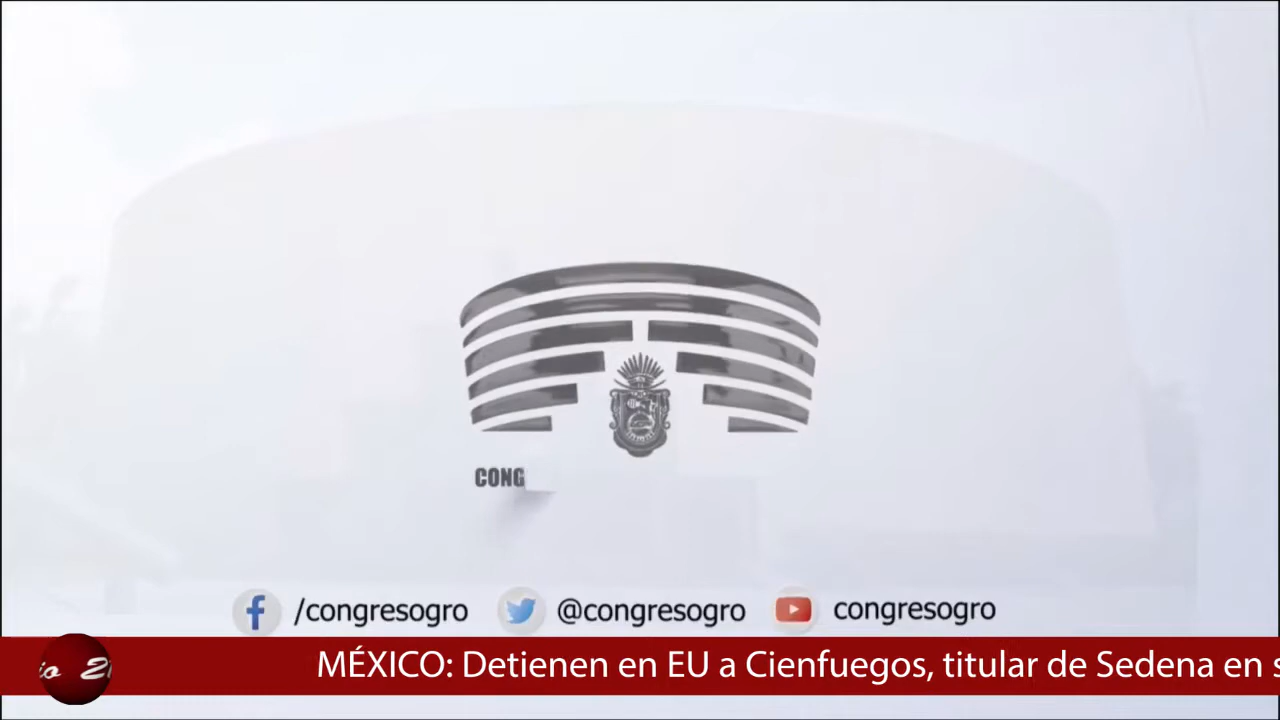 CONG
/congresogro @congresogro congresogro
MÉXICO: Detienen en EU a Cienfuegos, titular de Sedena en